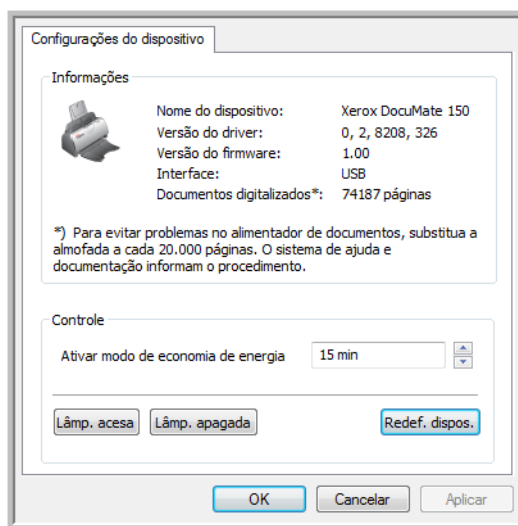 Configurações do dispositivo
Informações
Nome do dispositivo: Xerox DocuMate 150
Versão do driver: 0, 2, 8208, 326
Versão do firmware: 1.00
Interface: USB
Documentos digitalizados*: 74187 páginas
*) Para evitar problemas no alimentador de documentos, substitua a
almofada a cada 20.000 páginas. O sistema de ajuda e
documentação informam o procedimento.
Controle
Ativar modo de economia de energia 15 min
Lâmp. acesa Lâmp. apagada Redef. dispos.
OK Cancelar Aplicar